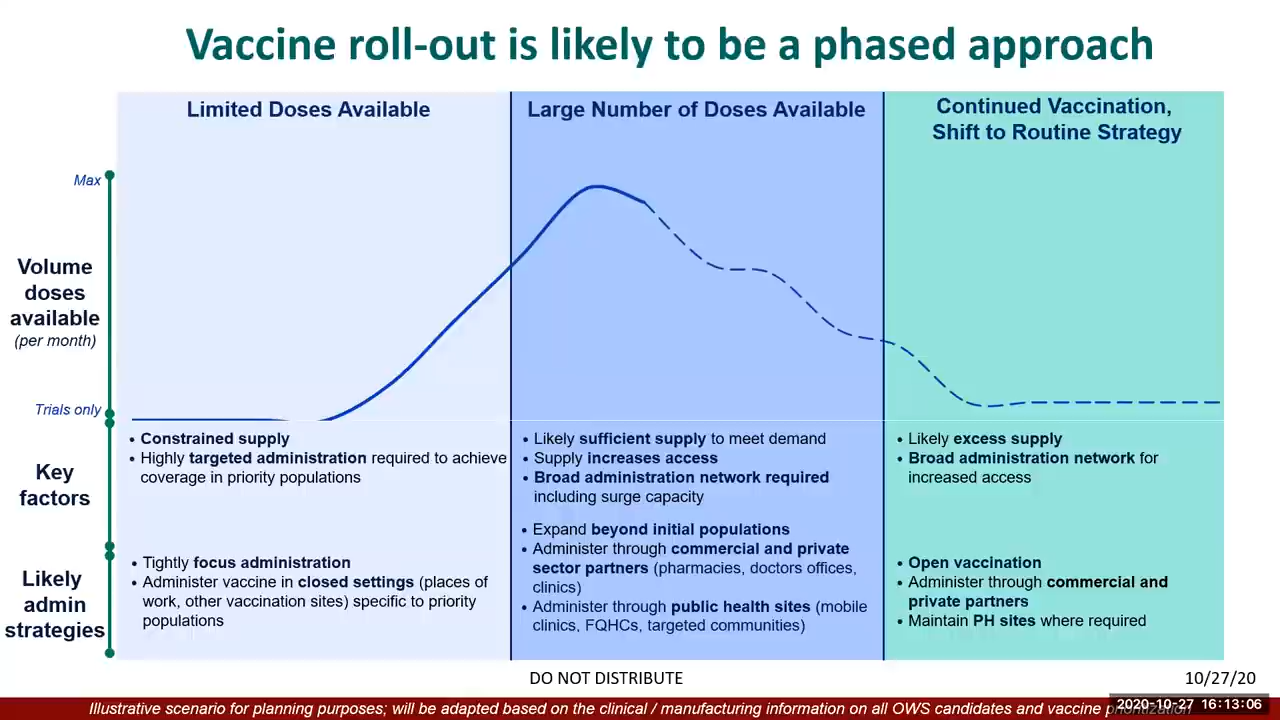 Vaccine roll-out is likely to be a phased approach
Limited Doses Available
Large Number of Doses Available
Continued Vaccination,
Shift to Routine Strategy
Max
Volume
doses
available
(per month)
Trials only
Key
factors
• Constrained supply
• Highly targeted administration required to achieve
coverage in priority populations
• Likely sufficient supply to meet demand
• Supply increases access
• Broad administration network required
including surge capacity
• Likely excess supply
• Broad administration network for
increased access
Likely
admin
strategies
• Tightly focus administration
• Administer vaccine in closed settings (places of
work, other vaccination sites) specific to priority
populations
• Expand beyond initial populations
• Administer through commercial and private
sector partners (pharmacies, doctors offices,
clinics)
• Administer through public health sites (mobile
clinics, FQHCs, targeted communities)
• Open vaccination
• Administer through commercial and
private partners
• Maintain PH sites where required
DO NOT DISTRIBUTE
10/27/20
Illustrative scenario for planning purposes; will be adapted based on the clinical / manufacturing information on all OWS candidates and vaccine prioritization
2020-10-27 16:13:06